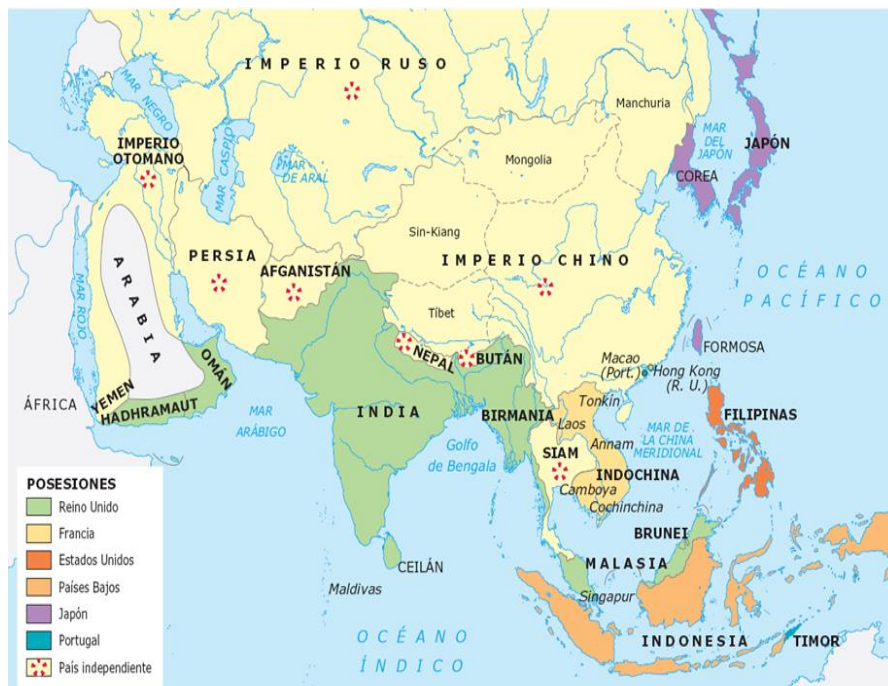 IMPERIO RUSO
MAR NEGRO
IMPERIO
OTOMANO
MAR CASPIO
MAR
DE ARAL
Manchuria
Mongolia
MAR
DEL
JAPÓN
JAPÓN
COREA
Sin-Kiang
PERSIA
AFGANISTÁN
IMPERIO CHINO
OCÉANO
PACÍFICO
ARABIA
MAR ROJO
Tíbet
NEPAL
BUTÁN
FORMOSA
OMÁN
YEMEN
HADHRAMAUT
ÁFRICA
MAR
ARÁBIGO
INDIA
Golfo
de Bengala
BIRMANIA
Macao
(Port.)
Hong Kong
(R. U.)
Tonkín
Laos
Annam
MAR DE
LA CHINA
MERIDIONAL
FILIPINAS
SIAM
INDOCHINA
Camboya
Cochinchina
POSESIONES
Reino Unido
Francia
Estados Unidos
Países Bajos
Japón
Portugal
País independiente
CEILÁN
Maldivas
BRUNEI
MALASIA
Singapur
OCÉANO
ÍNDICO
INDONESIA
TIMOR